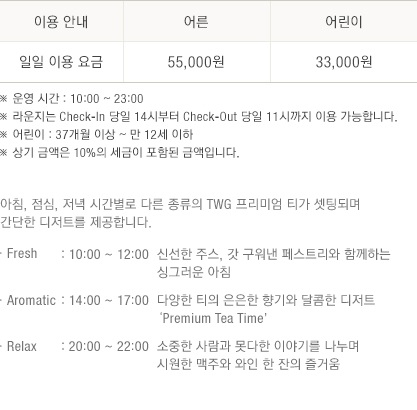 이용 안내 어른 어린이
일일 이용 요금 55,000원 33,000원
※ 운영 시간 : 10:00 ~ 23:00
※ 라운지는 Check-In 당일 14시부터 Check-Out 당일 11시까지 이용 가능합니다.
※ 어린이 : 37개월 이상 ~ 만 12세 이하
※ 상기 금액은 10%의 세금이 포함된 금액입니다.
아침, 점심, 저녁 시간별로 다른 종류의 TWG 프리미엄 티가 셋팅되며
간단한 디저트를 제공합니다.
- Fresh : 10:00 ~ 12:00 신선한 주스, 갓 구워낸 페스트리와 함께하는
싱그러운 아침
- Aromatic : 14:00 ~ 17:00 다양한 티의 은은한 향기와 달콤한 디저트
'Premium Tea Time'
- Relax : 20:00 ~ 22:00 소중한 사람과 못다한 이야기를 나누며
시원한 맥주와 와인 한 잔의 즐거움